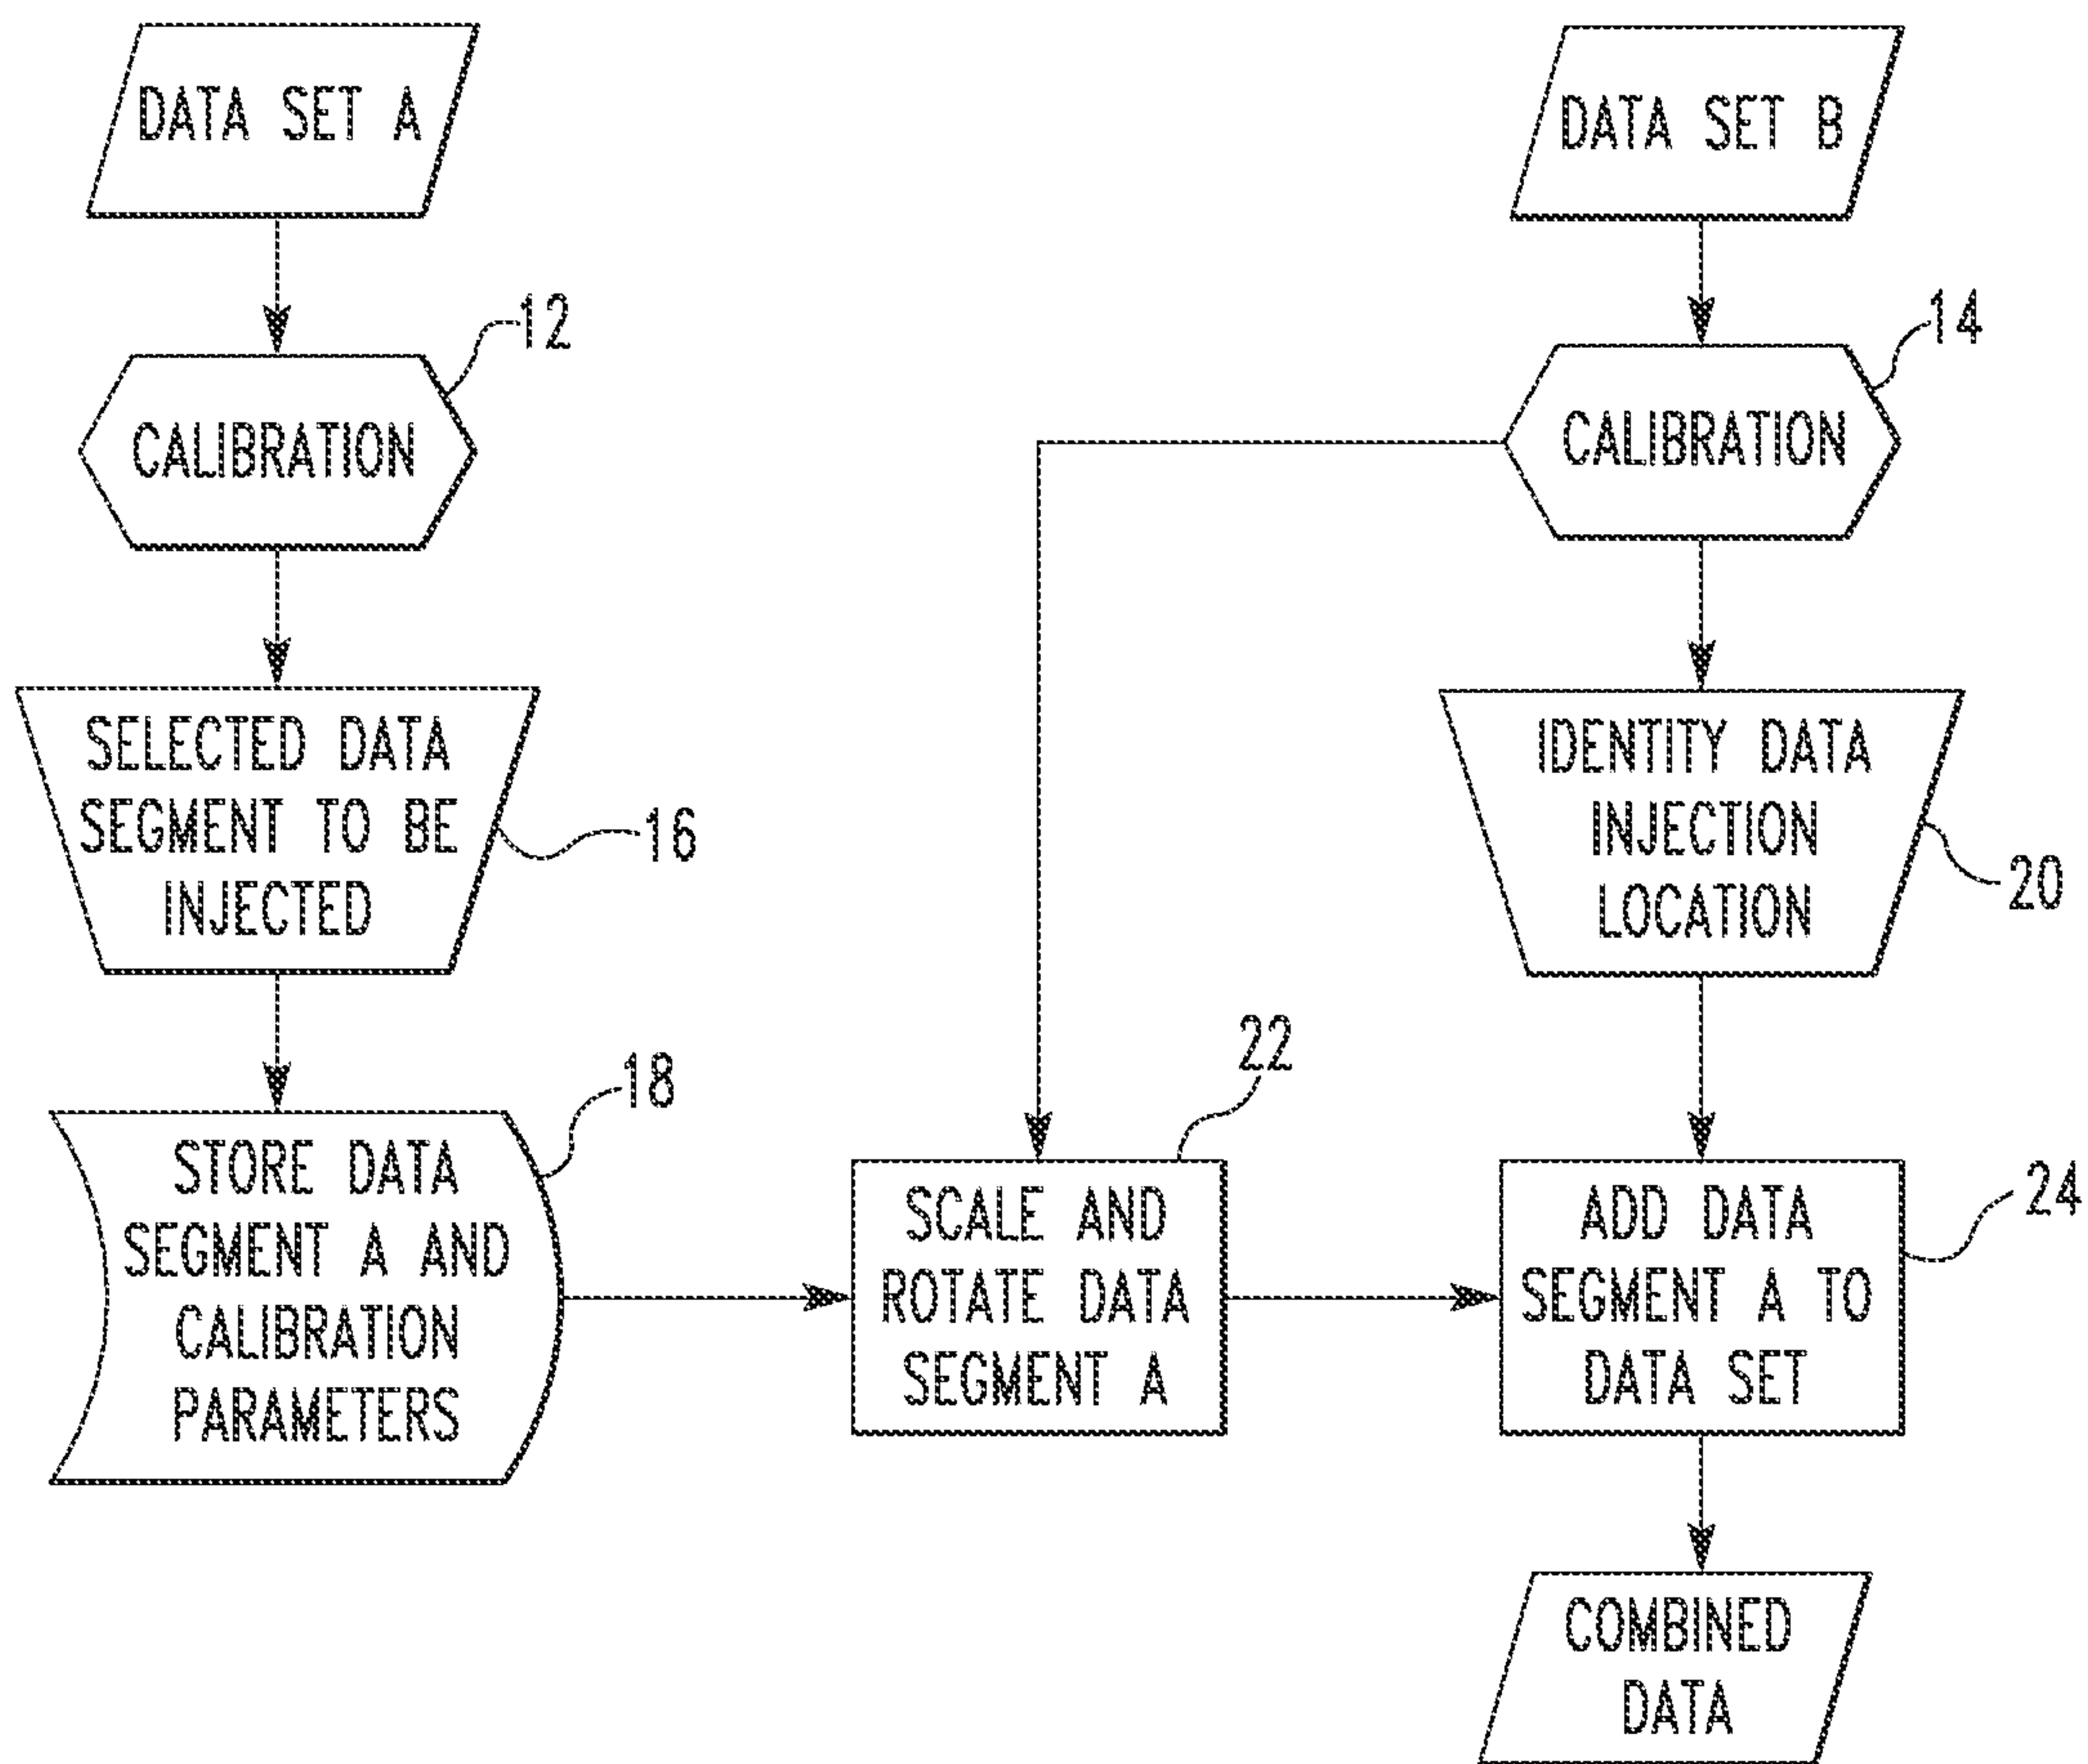 DATA SET A
12
CALIBRATION
SELECTED DATA
SEGMENT TO BE
INJECTED
16
STORE DATA
SEGMENT A AND
CALIBRATION
PARAMETERS
18
SCALE AND
ROTATE DATA
SEGMENT A
22
DATA SET B
14
CALIBRATION
IDENTITY DATA
INJECTION
LOCATION
20
ADD DATA
SEGMENT A TO
DATA SET
24
COMBINED
DATA